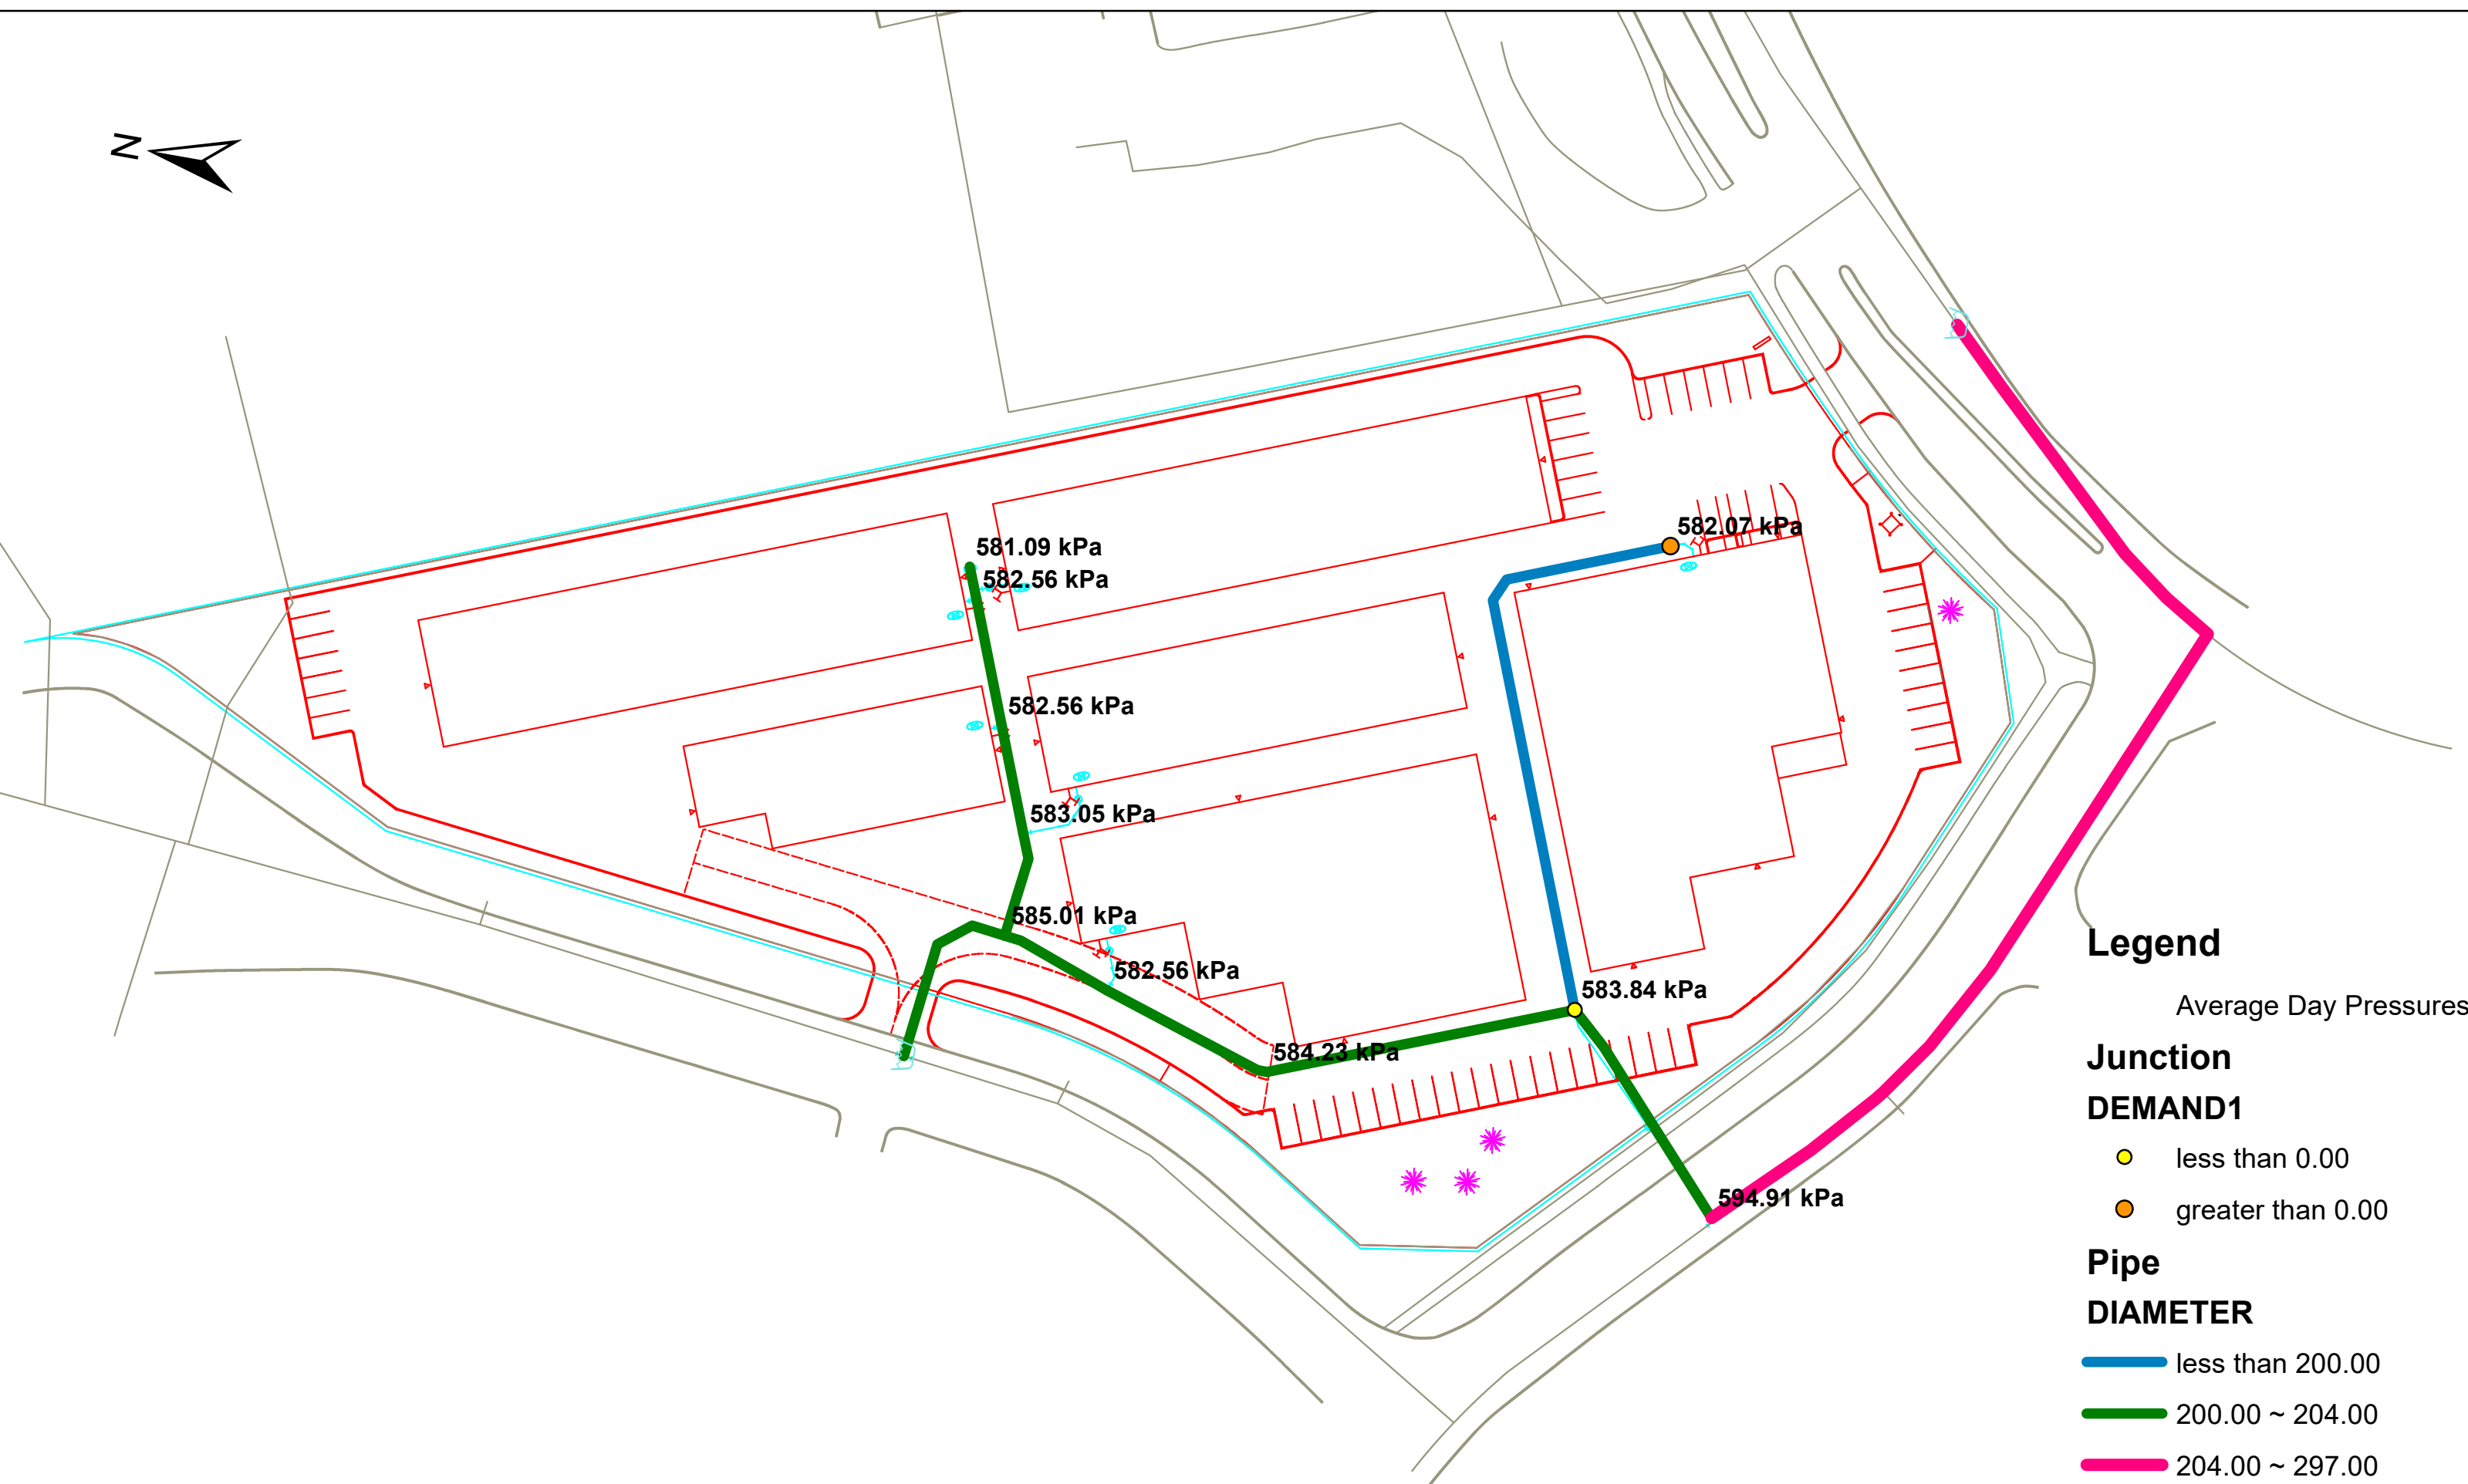 N
582.07 kPa
581.09 kPa
582.56 kPa
582.56 kPa
583.05 kPa
585.01 kPa
582.56 kPa
583.84 kPa
584.23 kPa
594.91 kPa
Legend
Average Day Pressures
Junction
DEMAND1
less than 0.00
greater than 0.00
Pipe
DIAMETER
less than 200.00
200.00 ~ 204.00
204.00 ~ 297.00